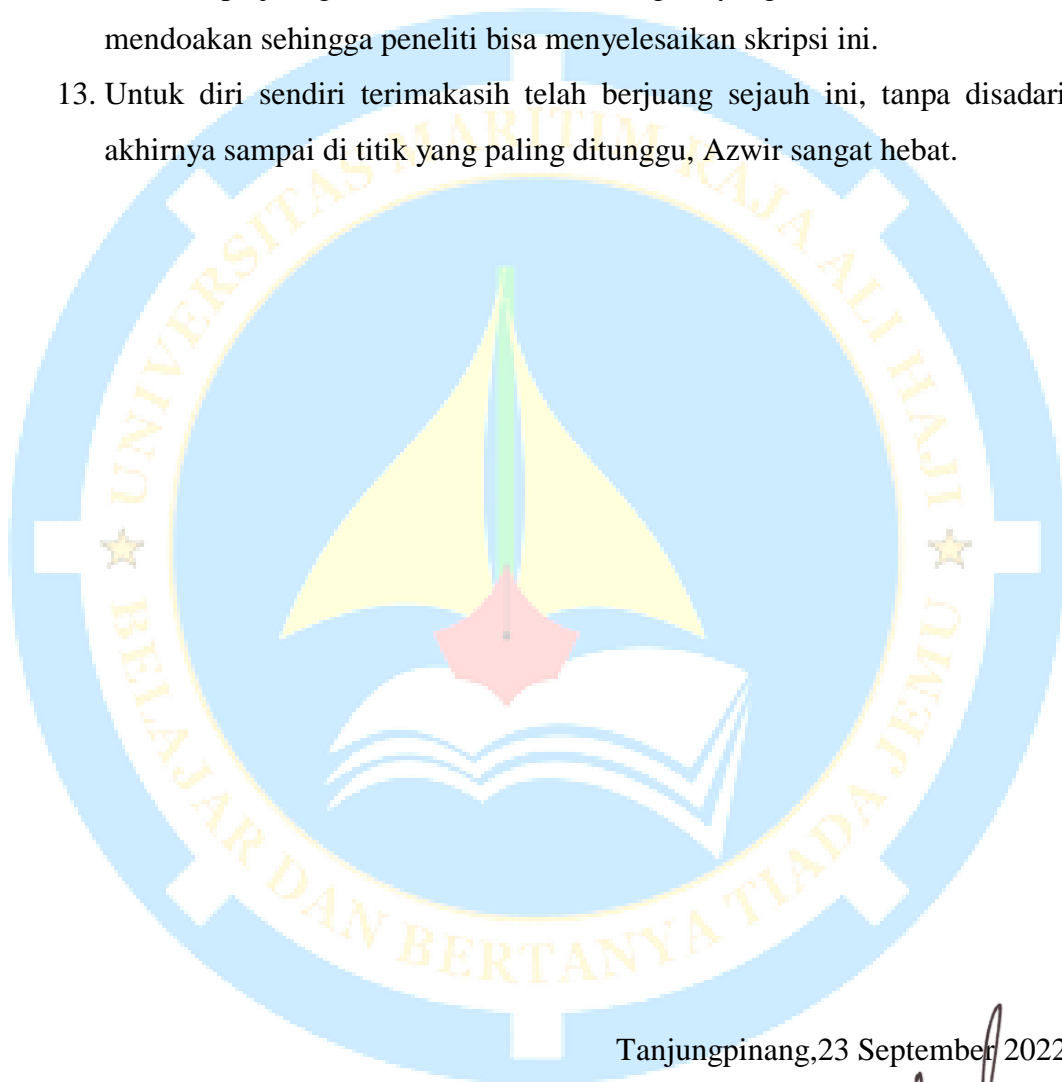 mendoakan sehingga peneliti bisa menyelesaikan skripsi ini.
13. Untuk diri sendiri terimakasih telah berjuang sejauh ini, tanpa disadari
akhirnya sampai di titik yang paling ditunggu, Azwir sangat hebat.
UNIVERSITAS MARITIM RAJA ALI HAJI
BELAJAR DAN BERTANYA TIADA JEMU
Tanjungpinang,23 September 2022